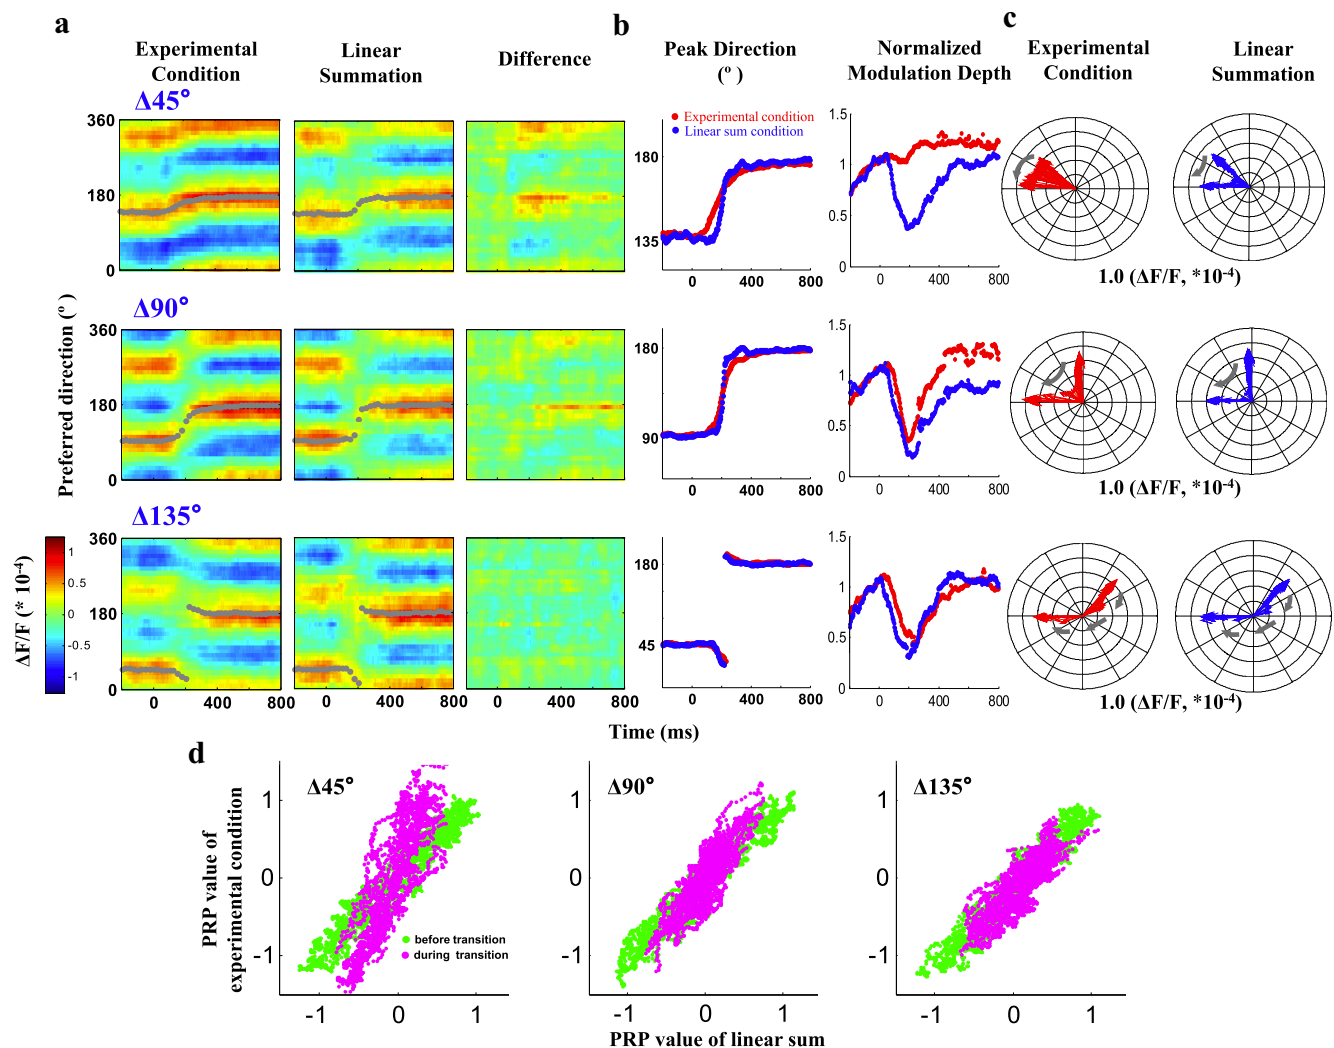 a
b
c
Experimental
Condition
Linear
Summation
Difference
Peak Direction
(º )
Normalized
Modulation Depth
Experimental
Condition
Linear
Summation
Δ45°
360
180
0
0 400 800
Experimental condition
Linear sum condition
180
135
0 400 800
1.5
1
0.5
0
0 400 800
1.0 (ΔF/F, *10-4)
Δ90°
Preferred direction (º )
360
180
0
0 400 800
180
90
0 400 800
1.5
1
0.5
0
0 400 800
1.0 (ΔF/F, *10-4)
Δ135°
ΔF/F (* 10-4)
1
0.5
0
-0.5
-1
360
180
0
0 400 800
0 400 800
0 400 800
180
45
0 400 800
1.5
1
0.5
0
0 400 800
1.0 (ΔF/F, *10-4)
Time (ms)
d
PRP value of
experimental condition
Δ45°
1
0
-1
before transition
during transition
-1 0 1
Δ90°
1
0
-1
-1 0 1
Δ135°
1
0
-1
-1 0 1
PRP value of linear sum